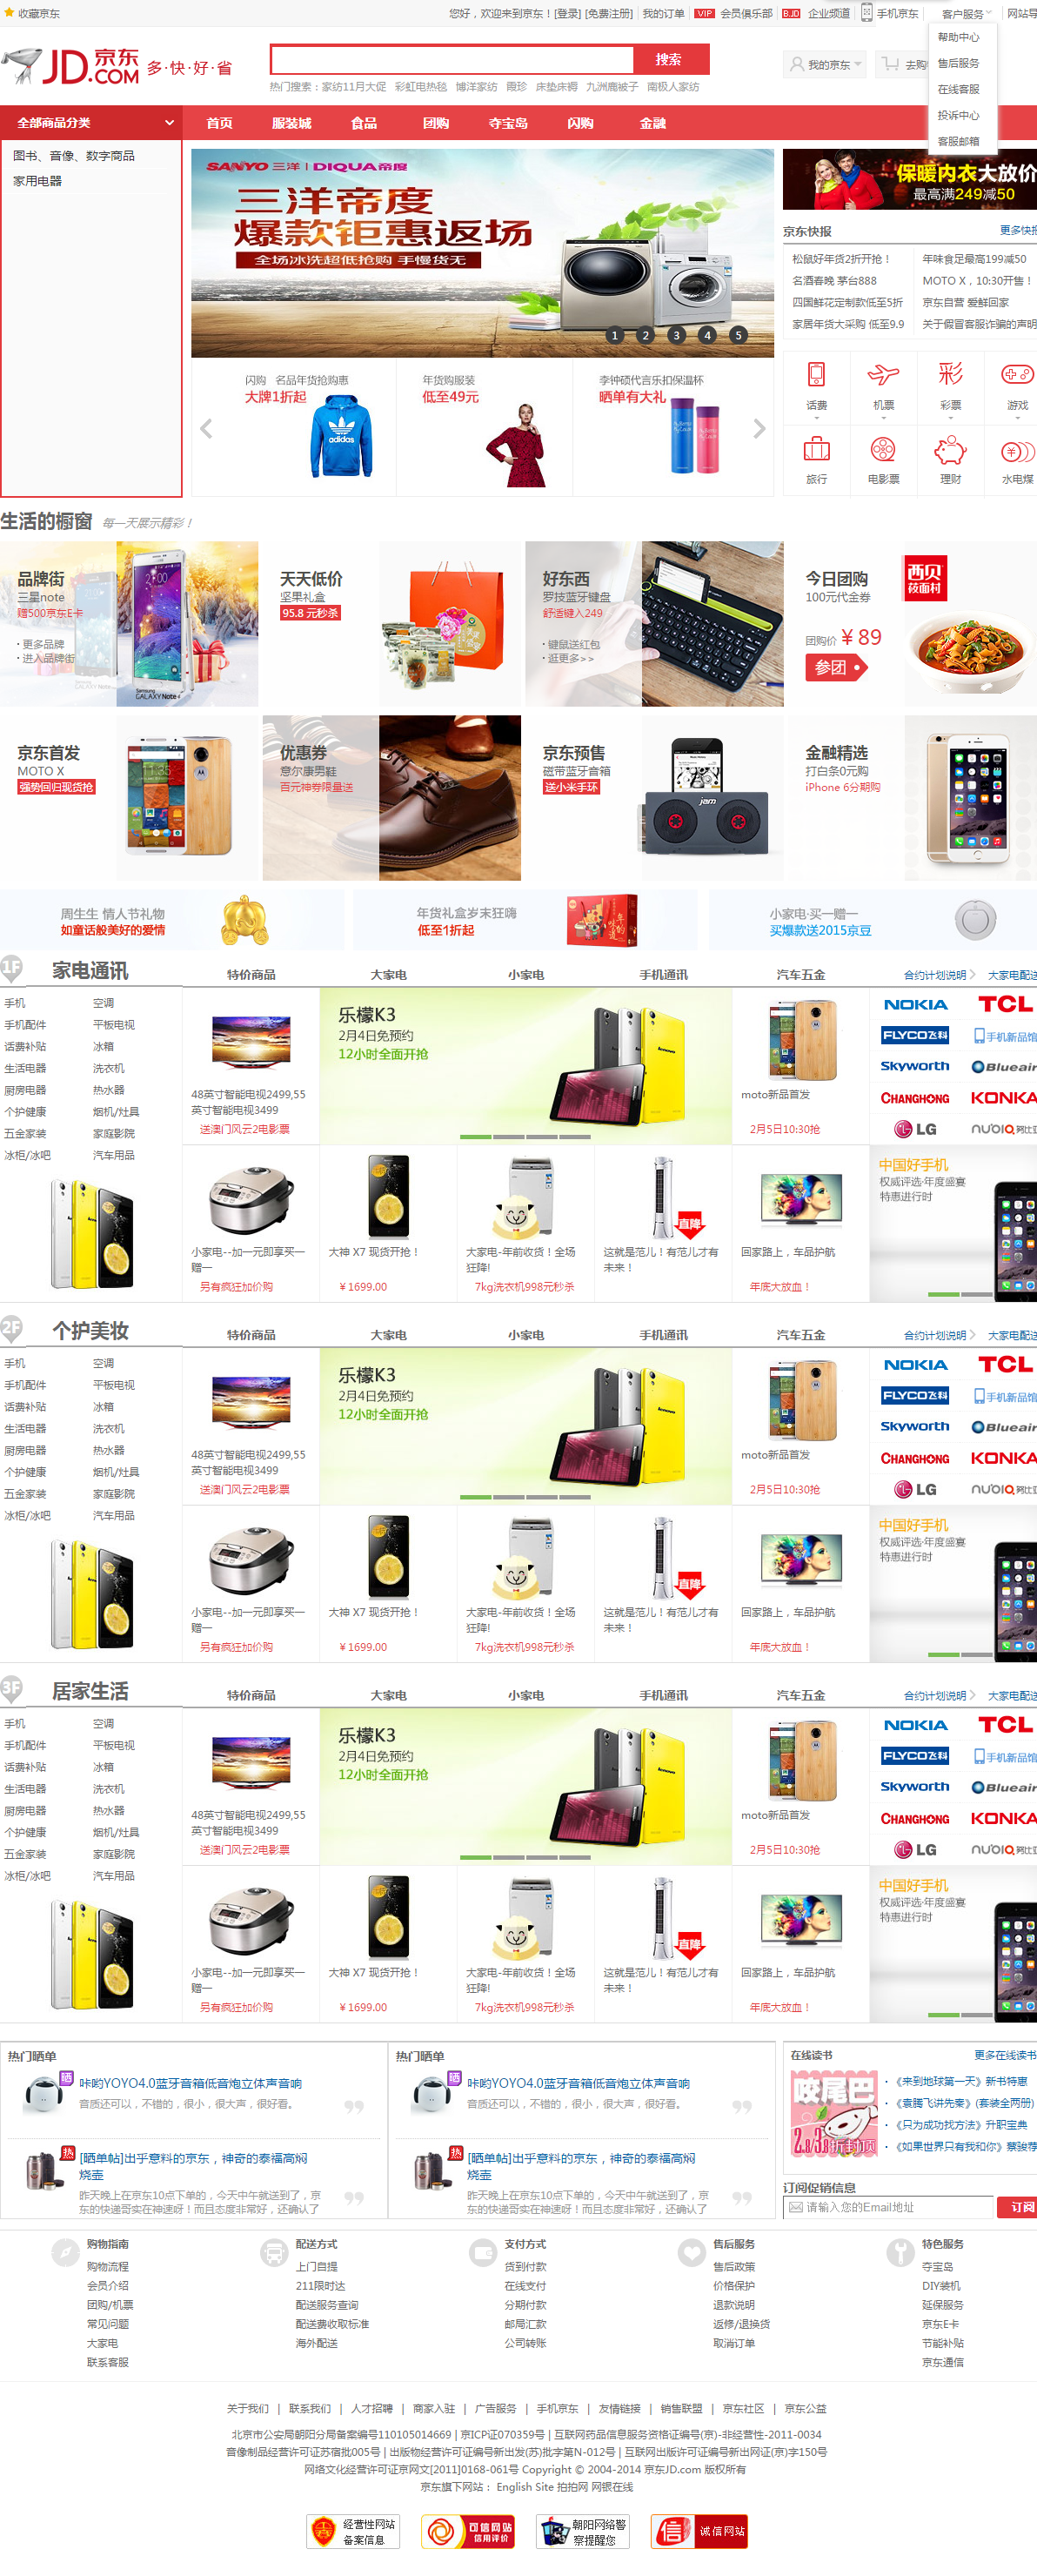 收藏京东
您好，欢迎来到京东！[登录] [免费注册] 我的订单 VIP 会员俱乐部 BJD 企业频道 手机京东 客户服务 网站导
帮助中心
售后服务
在线客服
投诉中心
客服邮箱
JD.COM 京东 多·快·好·省
搜索
我的京东
去购
热门搜索：家纺11月大促 彩虹电热毯 博洋家纺 霞珍 床垫床褥 九洲鹿被子 南极人家纺
全部商品分类 首页 服装城 食品 团购 夺宝岛 闪购 金融
图书、音像、数字商品
家用电器
SANYO 三洋 DIQUA帝度
三洋帝度
爆款钜惠返场
全场冰洗超低抢购 手慢货无
1 2 3 4 5
保暖内衣大放价
最高满249减50
京东快报 更多快报
松鼠好年货2折开抢！ 年味食足最高199减50
名酒春晚 茅台888 MOTO X，10:30开售！
四国鲜花定制款低至5折 京东自营 爱鲜回家
家居年货大采购 低至9.9 关于假冒客服诈骗的声明
闪购 名品年货抢购惠
大牌1折起
adidas
年货购服装
低至49元
李钟硕代言乐扣保温杯
晒单有大礼
彩
话费 机票 彩票 游戏
旅行 电影票 理财 水电煤
生活的橱窗 每一天展示精彩！
品牌街
三星note
赠500京东E卡
· 更多品牌
· 进入品牌街
SAMSUNG
GALAXY Note4
天天低价
坚果礼盒
95.8 元秒杀
好东西
罗技蓝牙键盘
舒适键入249
· 键鼠送红包
· 逛更多>>
今日团购
100元代金券
团购价 ¥ 89
参团
西贝
莜面村
京东首发
MOTO X
强势回归现货抢
优惠券
意尔康男鞋
百元神券限量送
京东预售
磁带蓝牙音箱
送小米手环
jam
金融精选
打白条0元购
iPhone 6分期购
周生生 情人节礼物
如童话般美好的爱情
年货礼盒岁末狂嗨
低至1折起
小家电·买一赠一
买爆款送2015京豆
1F 家电通讯 特价商品 大家电 小家电 手机通讯 汽车五金 合约计划说明 大家电配送
手机 空调
手机配件 平板电视
话费补贴 冰箱
生活电器 洗衣机
厨房电器 热水器
个护健康 烟机/灶具
五金家装 家庭影院
冰柜/冰吧 汽车用品
48英寸智能电视2499,55
英寸智能电视3499
送澳门风云2电影票
乐檬K3
2月4日免预约
12小时全面开抢
moto新品首发
2月5日10:30抢
NOKIA TCL
FLYCO飞科 手机新品馆
Skyworth Blueair
CHANGHONG KONKA
LG nubia努比亚
小家电--加一元即享买一
赠一
另有疯狂加价购
大神 X7 现货开抢！
¥ 1699.00
大家电-年前收货！全场
狂降!
7kg洗衣机998元秒杀
直降
这就是范儿！有范儿才有
未来！
回家路上，车品护航
年底大放血！
中国好手机
权威评选·年度盛宴
特惠进行时
2F 个护美妆 特价商品 大家电 小家电 手机通讯 汽车五金 合约计划说明 大家电配送
手机 空调
手机配件 平板电视
话费补贴 冰箱
生活电器 洗衣机
厨房电器 热水器
个护健康 烟机/灶具
五金家装 家庭影院
冰柜/冰吧 汽车用品
48英寸智能电视2499,55
英寸智能电视3499
送澳门风云2电影票
乐檬K3
2月4日免预约
12小时全面开抢
moto新品首发
2月5日10:30抢
NOKIA TCL
FLYCO飞科 手机新品馆
Skyworth Blueair
CHANGHONG KONKA
LG nubia努比亚
小家电--加一元即享买一
赠一
另有疯狂加价购
大神 X7 现货开抢！
¥ 1699.00
大家电-年前收货！全场
狂降!
7kg洗衣机998元秒杀
直降
这就是范儿！有范儿才有
未来！
回家路上，车品护航
年底大放血！
中国好手机
权威评选·年度盛宴
特惠进行时
3F 居家生活 特价商品 大家电 小家电 手机通讯 汽车五金 合约计划说明 大家电配送
手机 空调
手机配件 平板电视
话费补贴 冰箱
生活电器 洗衣机
厨房电器 热水器
个护健康 烟机/灶具
五金家装 家庭影院
冰柜/冰吧 汽车用品
48英寸智能电视2499,55
英寸智能电视3499
送澳门风云2电影票
乐檬K3
2月4日免预约
12小时全面开抢
moto新品首发
2月5日10:30抢
NOKIA TCL
FLYCO飞科 手机新品馆
Skyworth Blueair
CHANGHONG KONKA
LG nubia努比亚
小家电--加一元即享买一
赠一
另有疯狂加价购
大神 X7 现货开抢！
¥ 1699.00
大家电-年前收货！全场
狂降!
7kg洗衣机998元秒杀
直降
这就是范儿！有范儿才有
未来！
回家路上，车品护航
年底大放血！
中国好手机
权威评选·年度盛宴
特惠进行时
热门晒单
晒
咔哟YOYO4.0蓝牙音箱低音炮立体声音响
音质还可以，不错的，很小，很大声，很好看。
热
[晒单帖]出乎意料的京东，神奇的泰福高闷
烧壶
昨天晚上在京东10点下单的，今天中午就送到了，京
东的快递哥实在神速呀！而且态度非常好，还确认了
热门晒单
晒
咔哟YOYO4.0蓝牙音箱低音炮立体声音响
音质还可以，不错的，很小，很大声，很好看。
热
[晒单帖]出乎意料的京东，神奇的泰福高闷
烧壶
昨天晚上在京东10点下单的，今天中午就送到了，京
东的快递哥实在神速呀！而且态度非常好，还确认了
在线读书 更多在线读书
咬尾巴
· 《来到地球第一天》新书特惠
· 《袁腾飞讲先秦》(套装全两册)
· 《只为成功找方法》升职宝典
· 《如果世界只有我和你》蔡骏荐
订阅促销信息
请输入您的Email地址 订阅
购物指南
购物流程
会员介绍
团购/机票
常见问题
大家电
联系客服
配送方式
上门自提
211限时达
配送服务查询
配送费收取标准
海外配送
支付方式
货到付款
在线支付
分期付款
邮局汇款
公司转账
售后服务
售后政策
价格保护
退款说明
返修/退换货
取消订单
特色服务
夺宝岛
DIY装机
延保服务
京东E卡
节能补贴
京东通信
关于我们 | 联系我们 | 人才招聘 | 商家入驻 | 广告服务 | 手机京东 | 友情链接 | 销售联盟 | 京东社区 | 京东公益
北京市公安局朝阳分局备案编号110105014669 | 京ICP证070359号 | 互联网药品信息服务资格证编号(京)-非经营性-2011-0034
音像制品经营许可证苏宿批005号 | 出版物经营许可证编号新出发(苏)批字第N-012号 | 互联网出版许可证编号新出网证(京)字150号
网络文化经营许可证京网文[2011]0168-061号 Copyright © 2004-2014 京东JD.com 版权所有
京东旗下网站： English Site 拍拍网 网银在线
经营性网站
备案信息
可信网站
信用评价
朝阳网络警
察提醒您
诚信网站